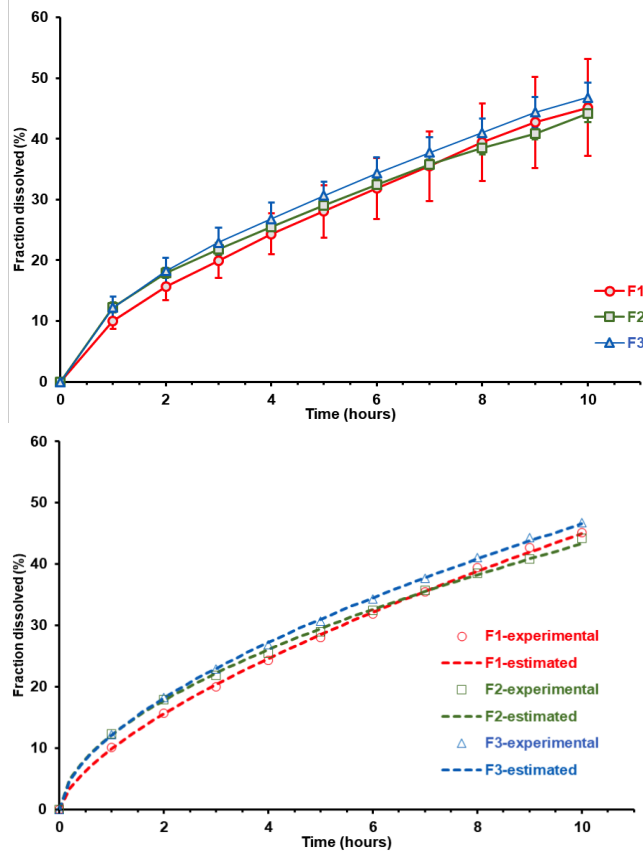 60
50
40
30
20
10
0
Fraction dissolved (%)
0 2 4 6 8 10
Time (hours)
F1
F2
F3
60
50
40
30
20
10
0
Fraction dissolved (%)
0 2 4 6 8 10
Time (hours)
F1-experimental
F1-estimated
F2-experimental
F2-estimated
F3-experimental
F3-estimated